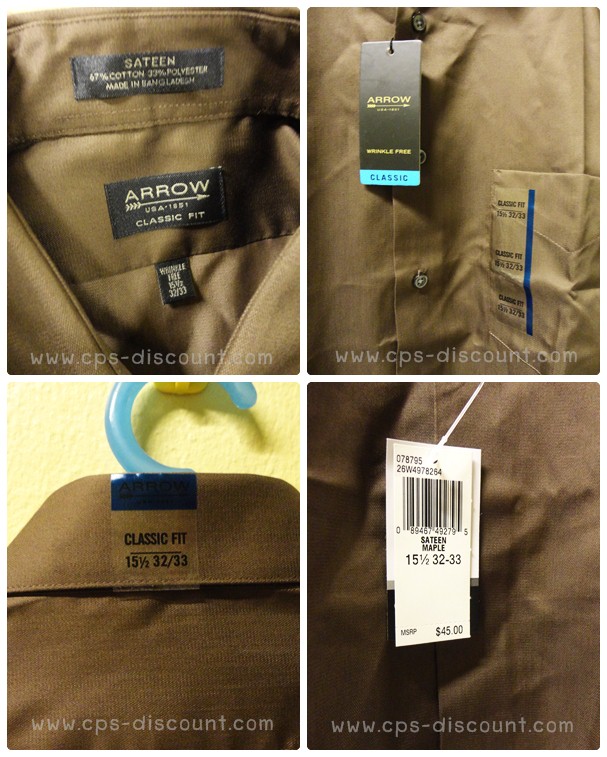 SATEEN
67% COTTON 33% POLYESTER
MADE IN BANGLADESH
ARROW
USA-1851
CLASSIC FIT
WRINKLE
FREE
15½
32/33
www.cps-discount.com
ARROW
USA-1851
WRINKLE FREE
CLASSIC
CLASSIC FIT
15½ 32/33
CLASSIC FIT
15½ 32/33
CLASSIC FIT
15½ 32/33
www.cps-discount.com
ARROW
CLASSIC FIT
15½ 32/33
www.cps-discount.com
078795
26W4978264
0 89467 49279 5
SATEEN
MAPLE
15½ 32-33
MSRP $45.00
www.cps-discount.com